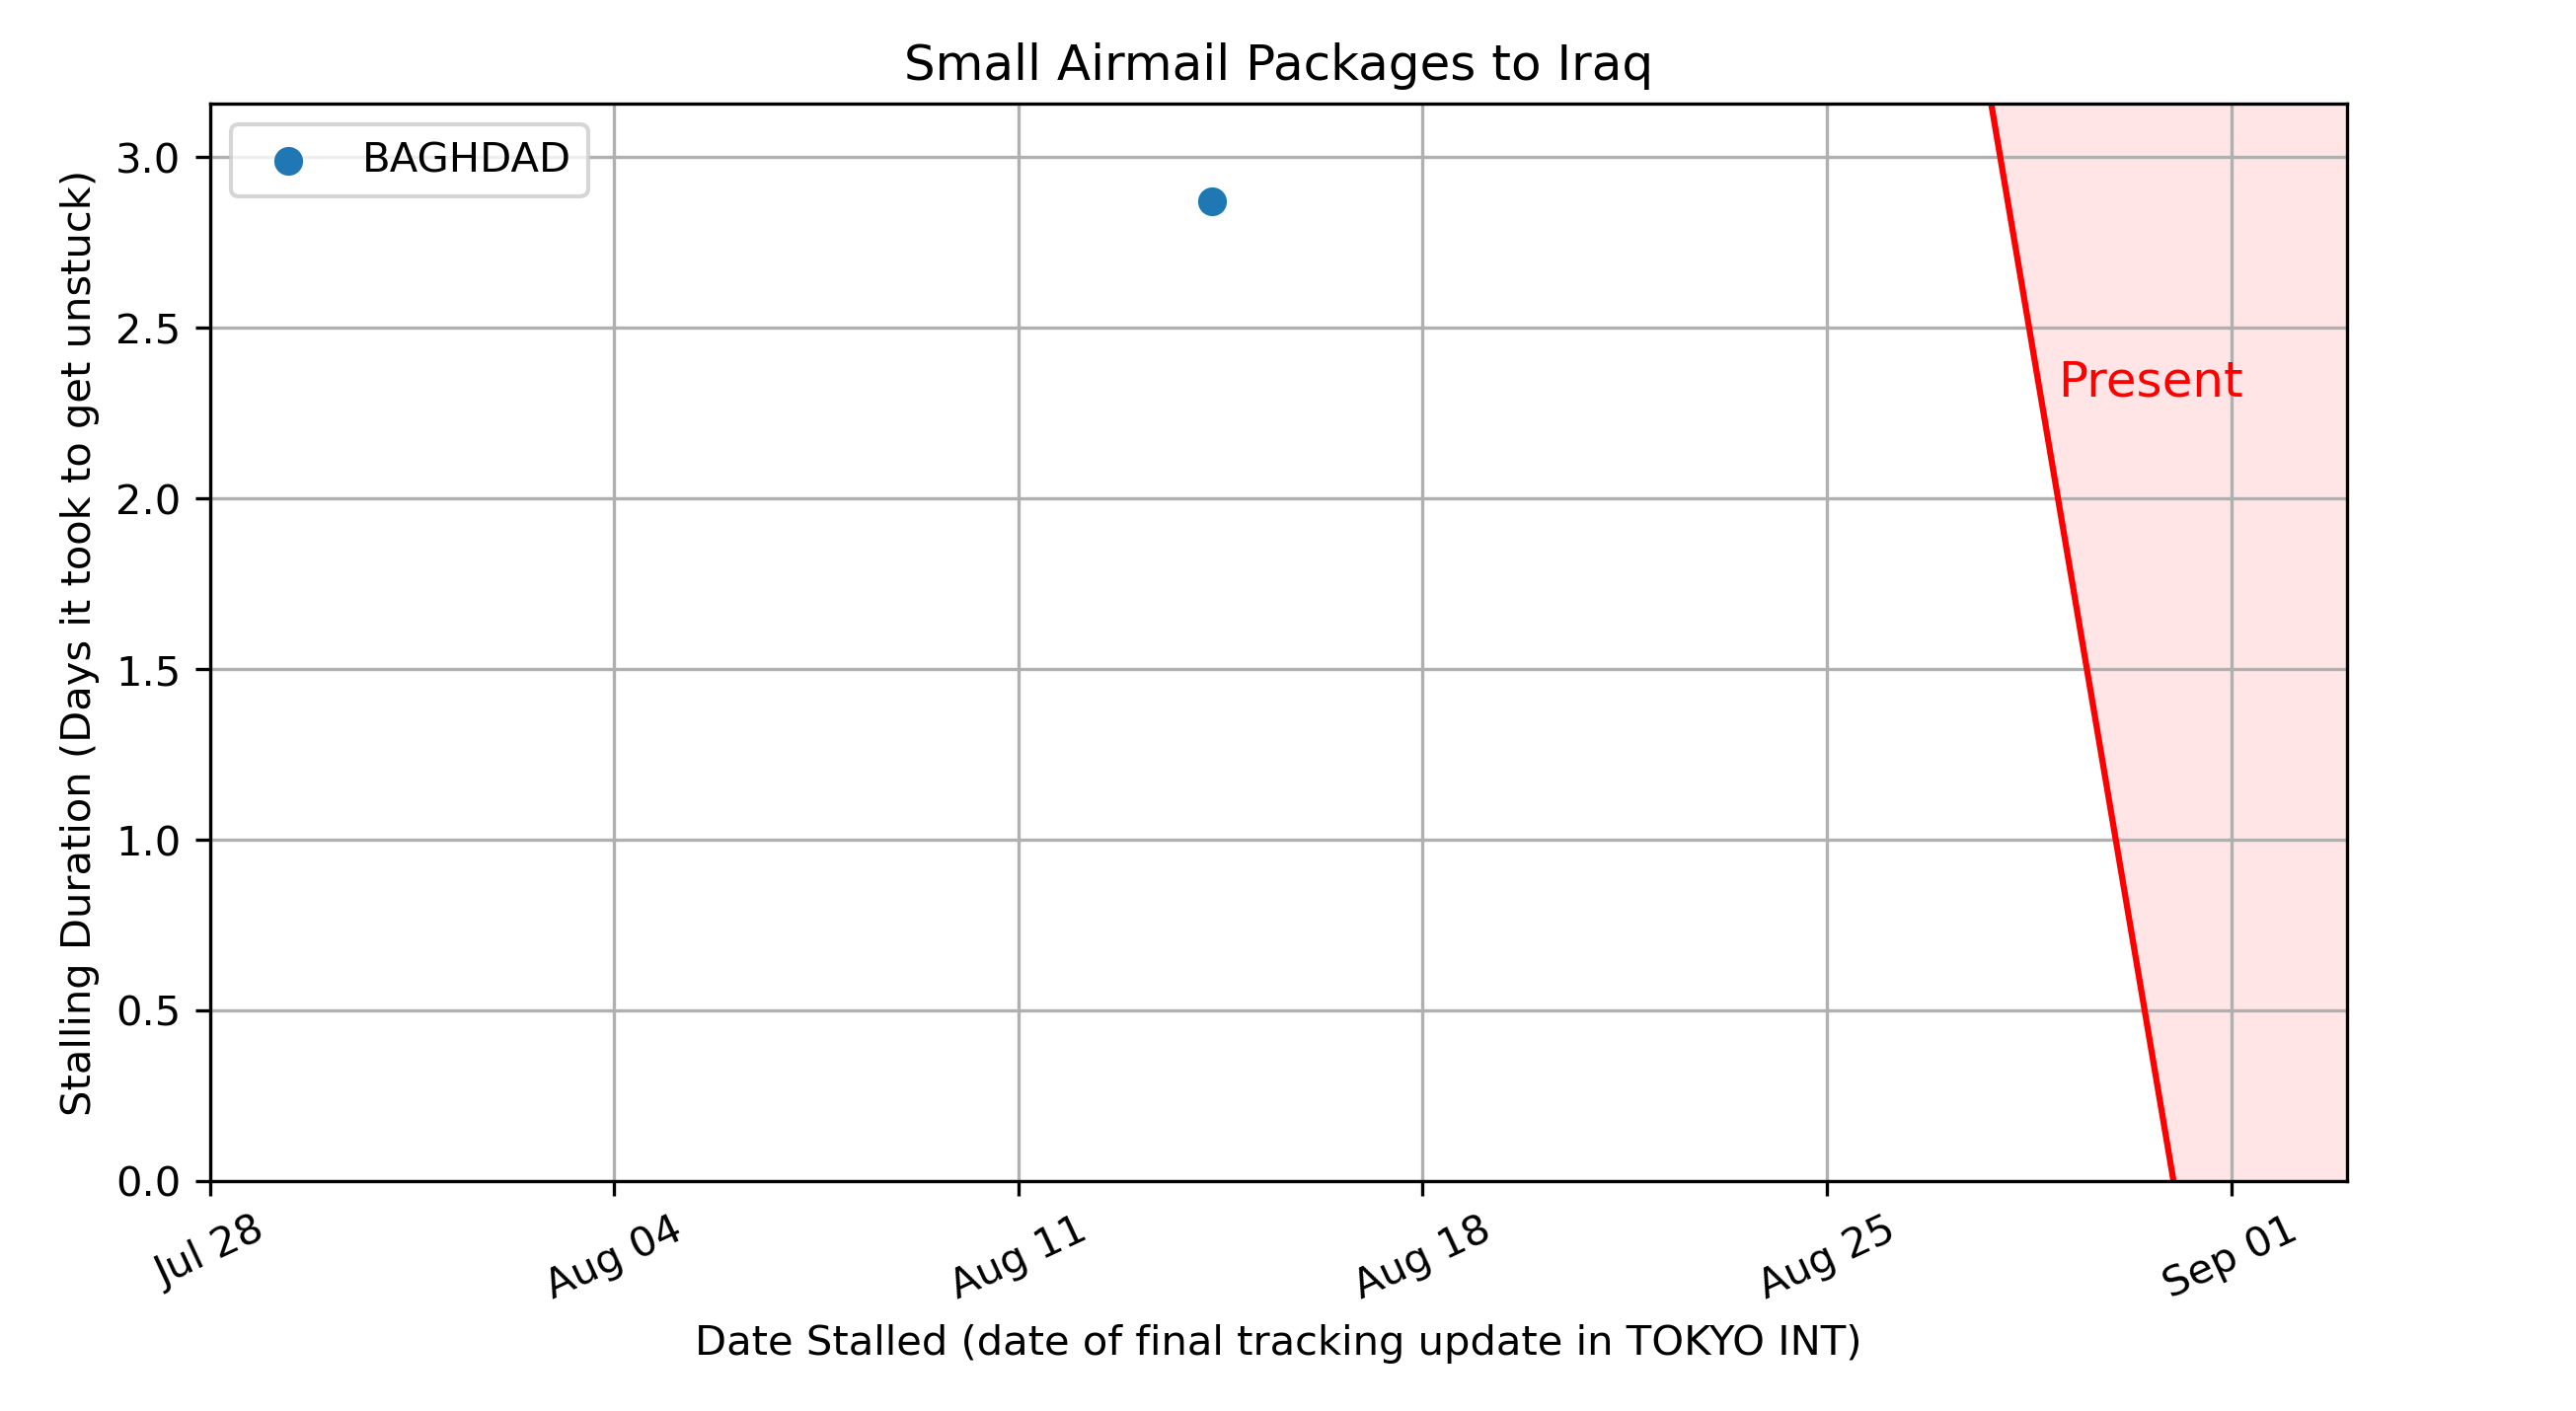 Small Airmail Packages to Iraq
BAGHDAD
Stalling Duration (Days it took to get unstuck)
3.0
2.5
2.0
1.5
1.0
0.5
0.0
Present
Jul 28
Aug 04
Aug 11
Aug 18
Aug 25
Sep 01
Date Stalled (date of final tracking update in TOKYO INT)